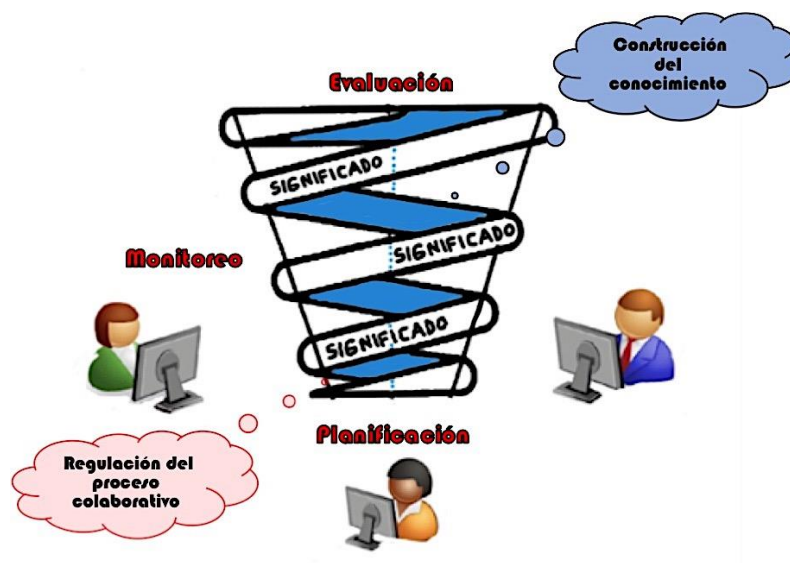 Construcción
del
conocimiento
Evaluación
SIGNIFICADO
SIGNIFICADO
Monitoreo
SIGNIFICADO
Planificación
Regulación del
proceso
colaborativo